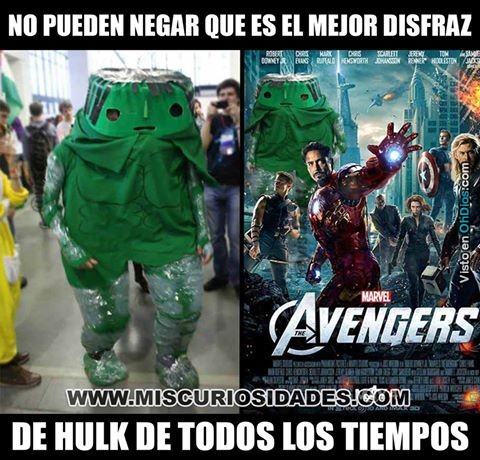 NO PUEDEN NEGAR QUE ES EL MEJOR DISFRAZ
ROBERT DOWNEY JR.
CHRIS EVANS
MARK RUFFALO
CHRIS HEMSWORTH
SCARLETT JOHANSSON
JEREMY RENNER
TOM HIDDLESTON
Visto en OhDios.com
MARVEL
THE AVENGERS
WWW.MISCURIOSIDADES.COM
DE HULK DE TODOS LOS TIEMPOS